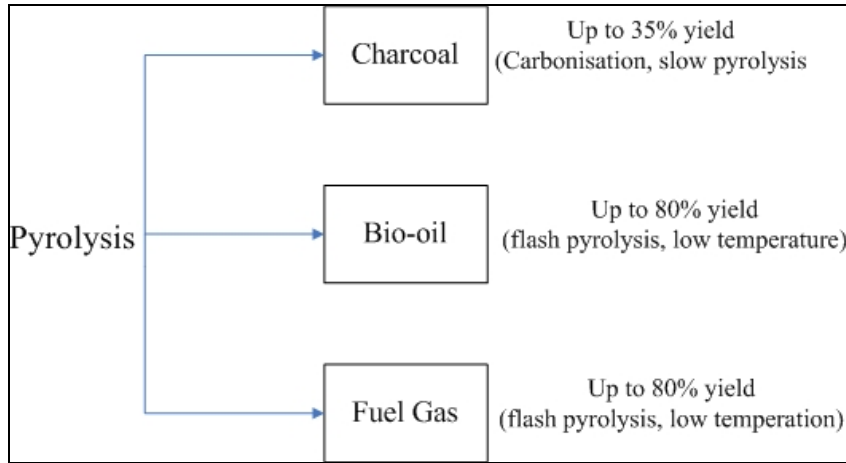 Pyrolysis
Charcoal
Up to 35% yield
(Carbonisation, slow pyrolysis
Bio-oil
Up to 80% yield
(flash pyrolysis, low temperature)
Fuel Gas
Up to 80% yield
(flash pyrolysis, low temperation)